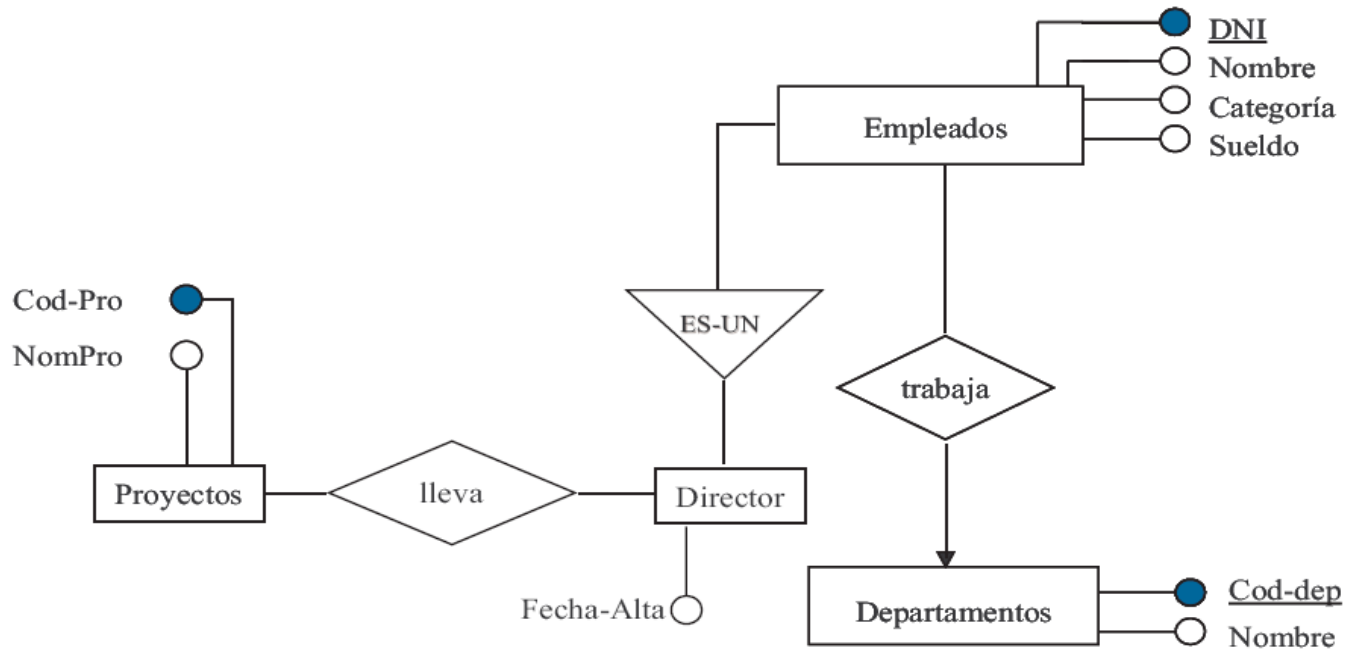 DNI
Nombre
Categoría
Sueldo
Empleados
Cod-Pro
NomPro
ES-UN
trabaja
Proyectos
lleva
Director
Fecha-Alta
Departamentos
Cod-dep
Nombre